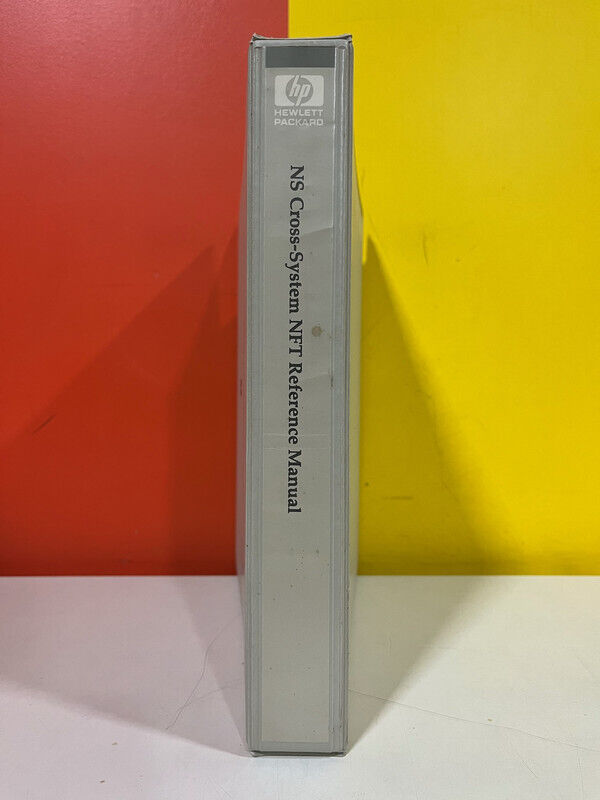 hp
HEWLETT
PACKARD
NS Cross-System NFT Reference Manual